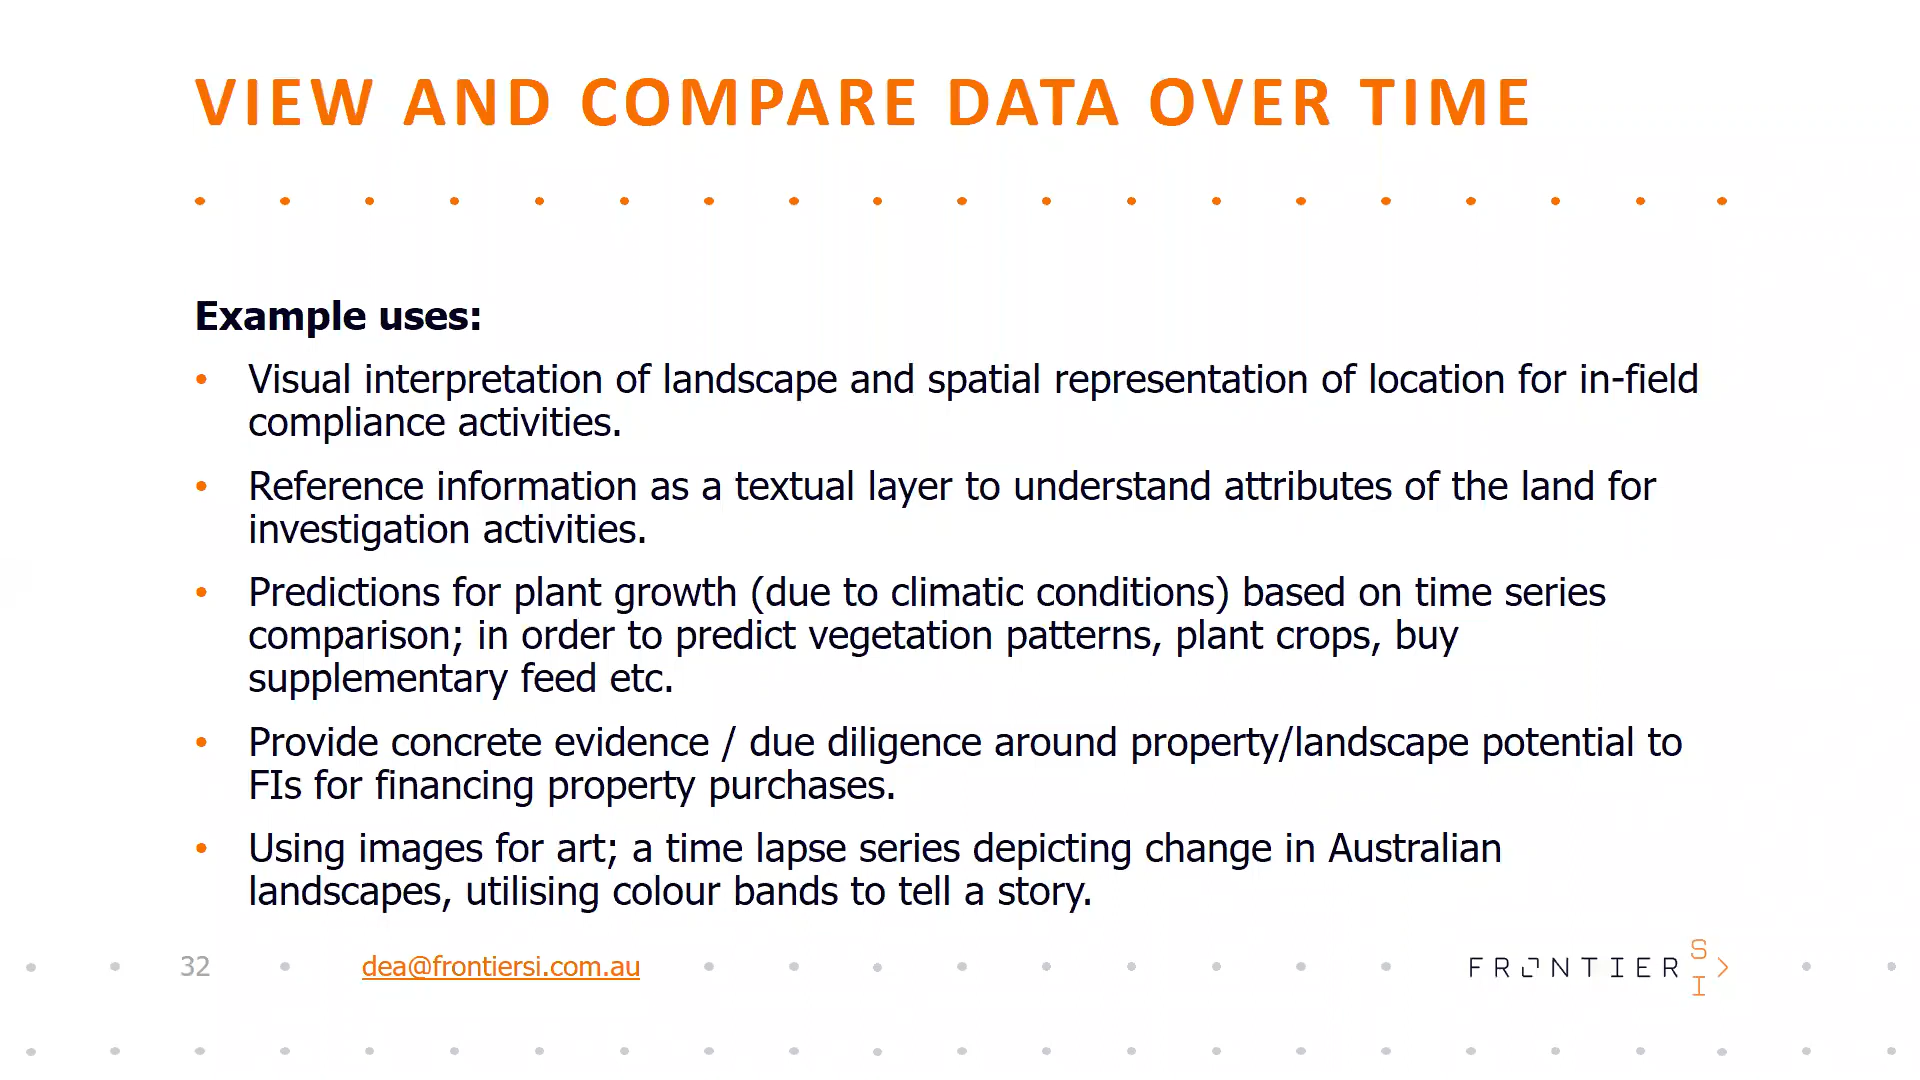 VIEW AND COMPARE DATA OVER TIME
Example uses:
• Visual interpretation of landscape and spatial representation of location for in-field
compliance activities.
• Reference information as a textual layer to understand attributes of the land for
investigation activities.
• Predictions for plant growth (due to climatic conditions) based on time series
comparison; in order to predict vegetation patterns, plant crops, buy
supplementary feed etc.
• Provide concrete evidence / due diligence around property/landscape potential to
FIs for financing property purchases.
• Using images for art; a time lapse series depicting change in Australian
landscapes, utilising colour bands to tell a story.
32
dea@frontiersi.com.au
FRONTIER SI